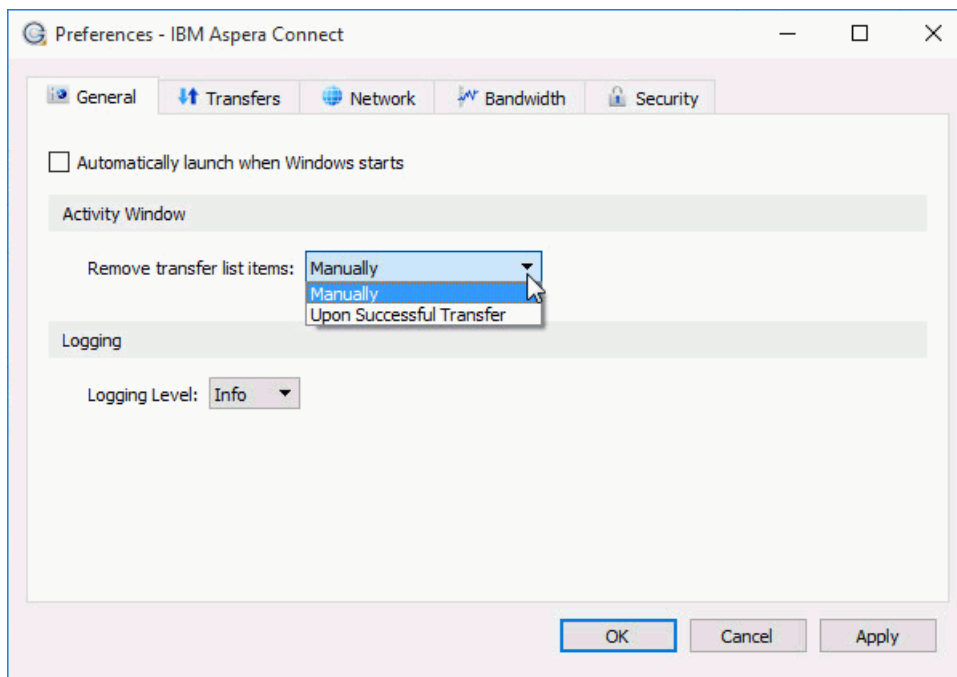 Preferences - IBM Aspera Connect
General Transfers Network Bandwidth Security
Automatically launch when Windows starts
Activity Window
Remove transfer list items: Manually
Manually
Upon Successful Transfer
Logging
Logging Level: Info
OK Cancel Apply